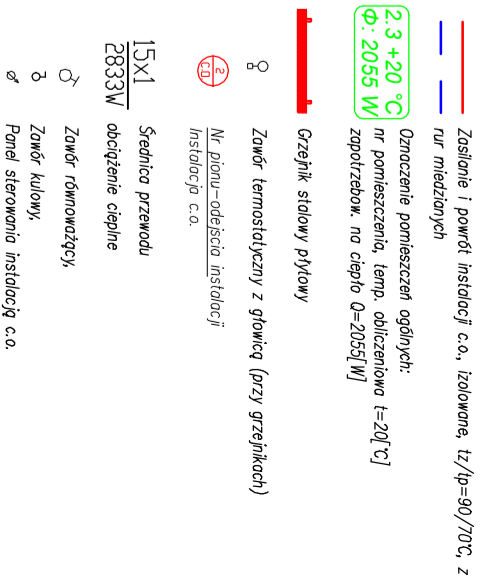 Zasilanie i powrót instalacji c.o., izolowane, tz/tp=90/70°C, z
rur miedzianych
2.3 +20 °C
Φ: 2055 W
Oznaczenie pomieszczeń ogólnych:
nr pomieszczenia, temp. obliczeniowa t=20[°C]
zapotrzebow. na ciepło Q=2055[W]
Grzejnik stalowy płytowy
Zawór termostatyczny z głowicą (przy grzejnikach)
2
c.o.
Nr pionu-odejscia instalacji
Instalacja c.o.
15x1
2833W
Średnica przewodu
obciążenie cieplne
Zawór równoważący,
Zawór kulowy,
Panel sterowania instalacją c.o.